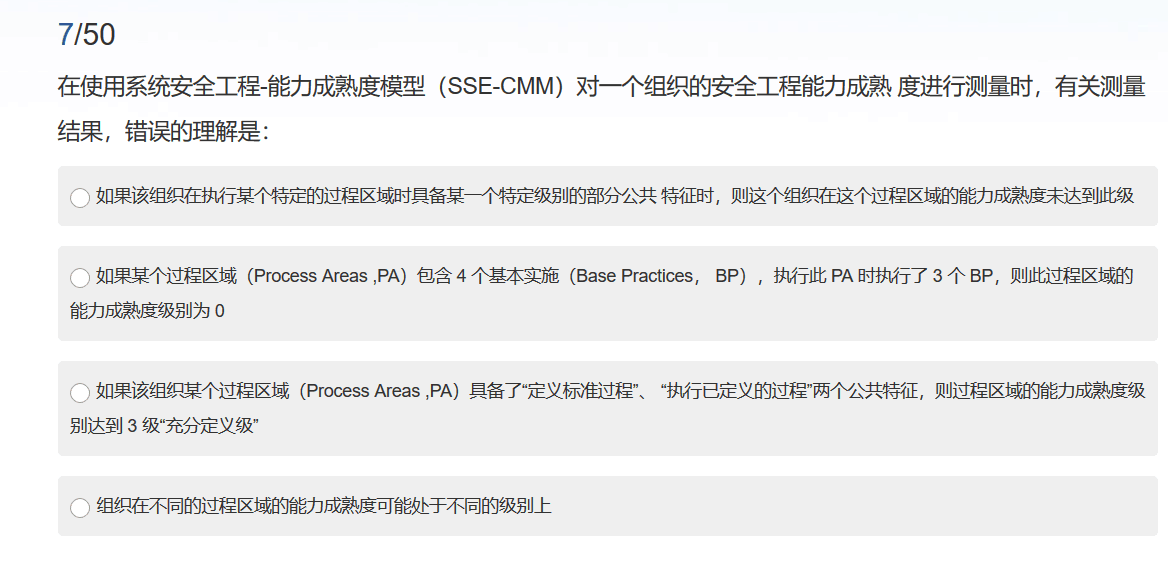 7/50
在使用系统安全工程-能力成熟度模型（SSE-CMM）对一个组织的安全工程能力成熟 度进行测量时，有关测量
结果，错误的理解是：
如果该组织在执行某个特定的过程区域时具备某一个特定级别的部分公共 特征时，则这个组织在这个过程区域的能力成熟度未达到此级
如果某个过程区域（Process Areas ,PA）包含 4 个基本实施（Base Practices， BP），执行此 PA 时执行了 3 个 BP，则此过程区域的
能力成熟度级别为 0
如果该组织某个过程区域（Process Areas ,PA）具备了“定义标准过程”、 “执行已定义的过程”两个公共特征，则过程区域的能力成熟度级
别达到 3 级“充分定义级”
组织在不同的过程区域的能力成熟度可能处于不同的级别上